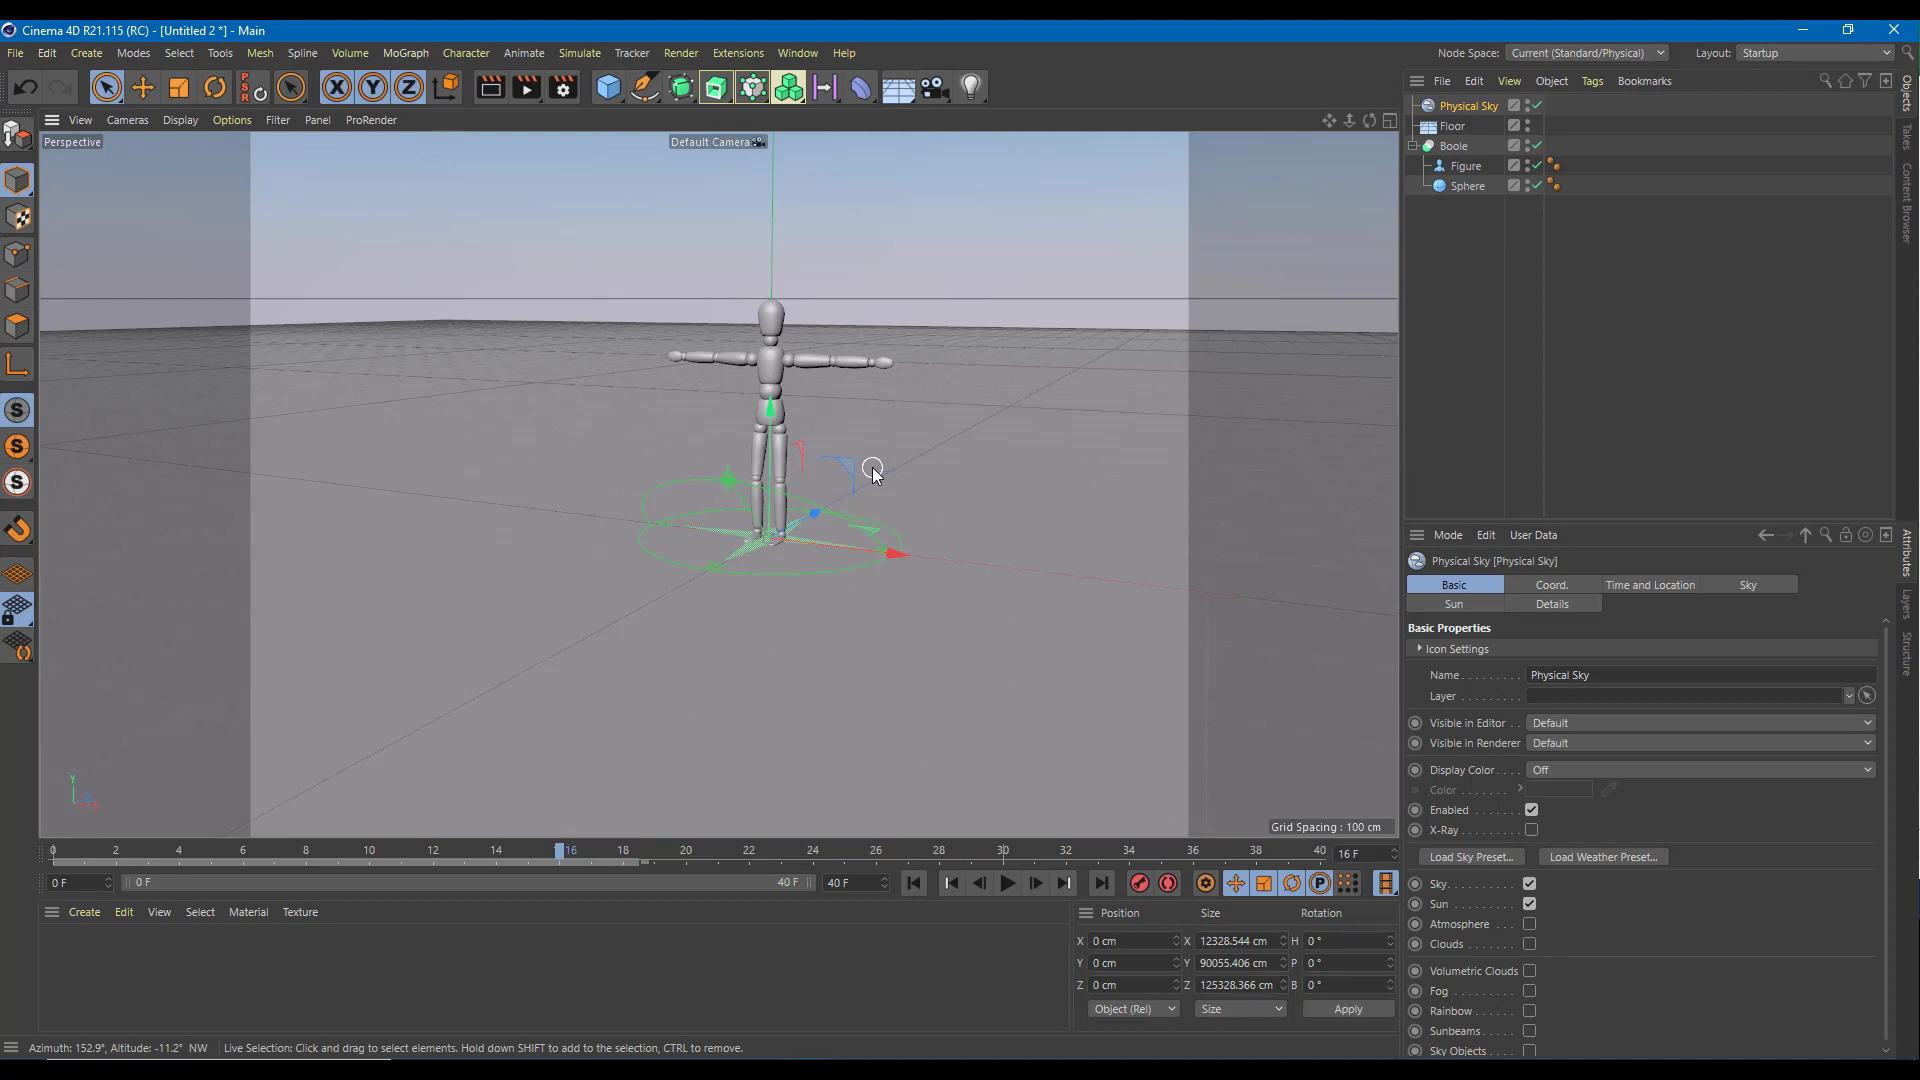 Cinema 4D R21.115 (RC) - [Untitled 2 *] - Main
File Edit Create Modes Select Tools Mesh Spline Volume MoGraph Character Animate Simulate Tracker Render Extensions Window Help
Node Space: Current (Standard/Physical) Layout: Startup
PSR X Y Z
File Edit View Object Tags Bookmarks
View Cameras Display Options Filter Panel ProRender
Perspective
Default Camera
Physical Sky
Floor
Boole
Figure
Sphere
Objects
Takes
Content Browser
S
S
S
Mode Edit User Data
Physical Sky [Physical Sky]
Basic Coord. Time and Location Sky
Sun Details
Basic Properties
Icon Settings
Name Physical Sky
Layer
Visible in Editor Default
Visible in Renderer Default
Display Color Off
Color
Enabled
X-Ray
Load Sky Preset... Load Weather Preset...
Sky
Sun
Atmosphere
Clouds
Volumetric Clouds
Fog
Rainbow
Sunbeams
Sky Objects
Attributes
Layers
Structure
Y
Z
X
Grid Spacing : 100 cm
0 2 4 6 8 10 12 14 16 18 20 22 24 26 28 30 32 34 36 38 40 16 F
0 F 0 F 40 F 40 F P
Create Edit View Select Material Texture
Position Size Rotation
X 0 cm X 12328.544 cm H 0 °
Y 0 cm Y 90055.406 cm P 0 °
Z 0 cm Z 125328.366 cm B 0 °
Object (Rel) Size Apply
Azimuth: 152.9°, Altitude: -11.2° NW Live Selection: Click and drag to select elements. Hold down SHIFT to add to the selection, CTRL to remove.